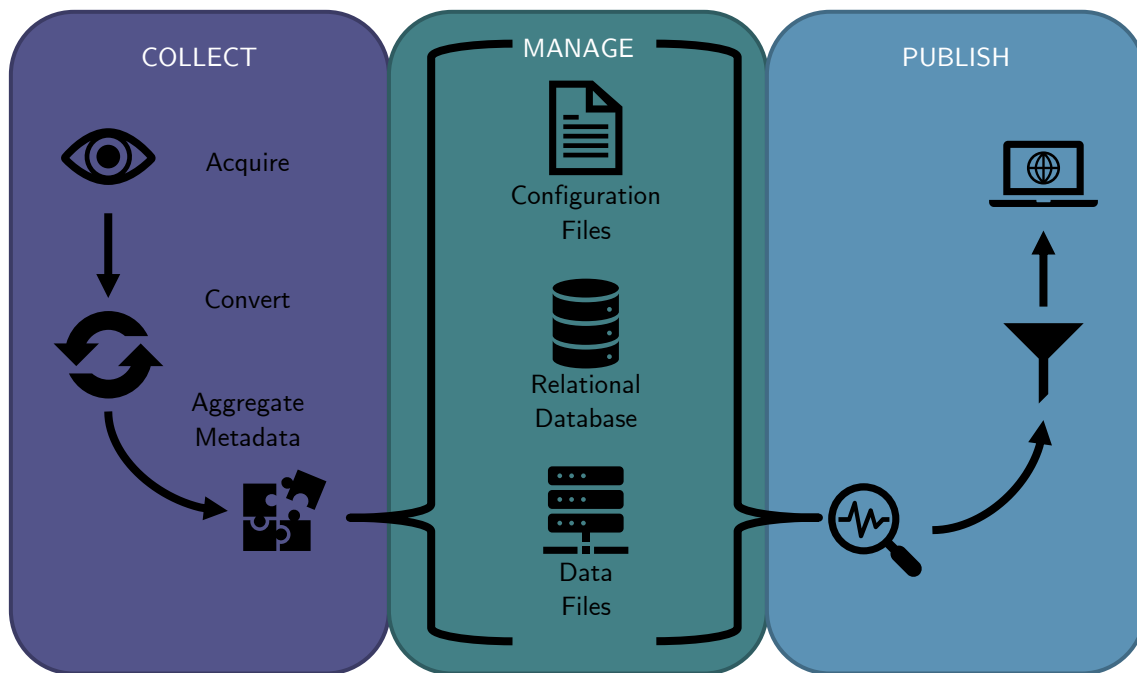 COLLECT
Acquire
Convert
Aggregate
Metadata
MANAGE
Configuration
Files
Relational
Database
Data
Files
PUBLISH